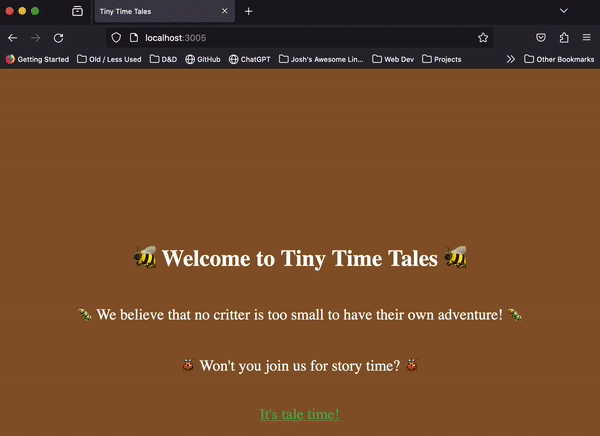 Tiny Time Tales
localhost:3005
Getting Started Old / Less Used D&D GitHub ChatGPT Josh's Awesome Lin... Web Dev Projects Other Bookmarks
Welcome to Tiny Time Tales
We believe that no critter is too small to have their own adventure!
Won't you join us for story time?
It's tale time!